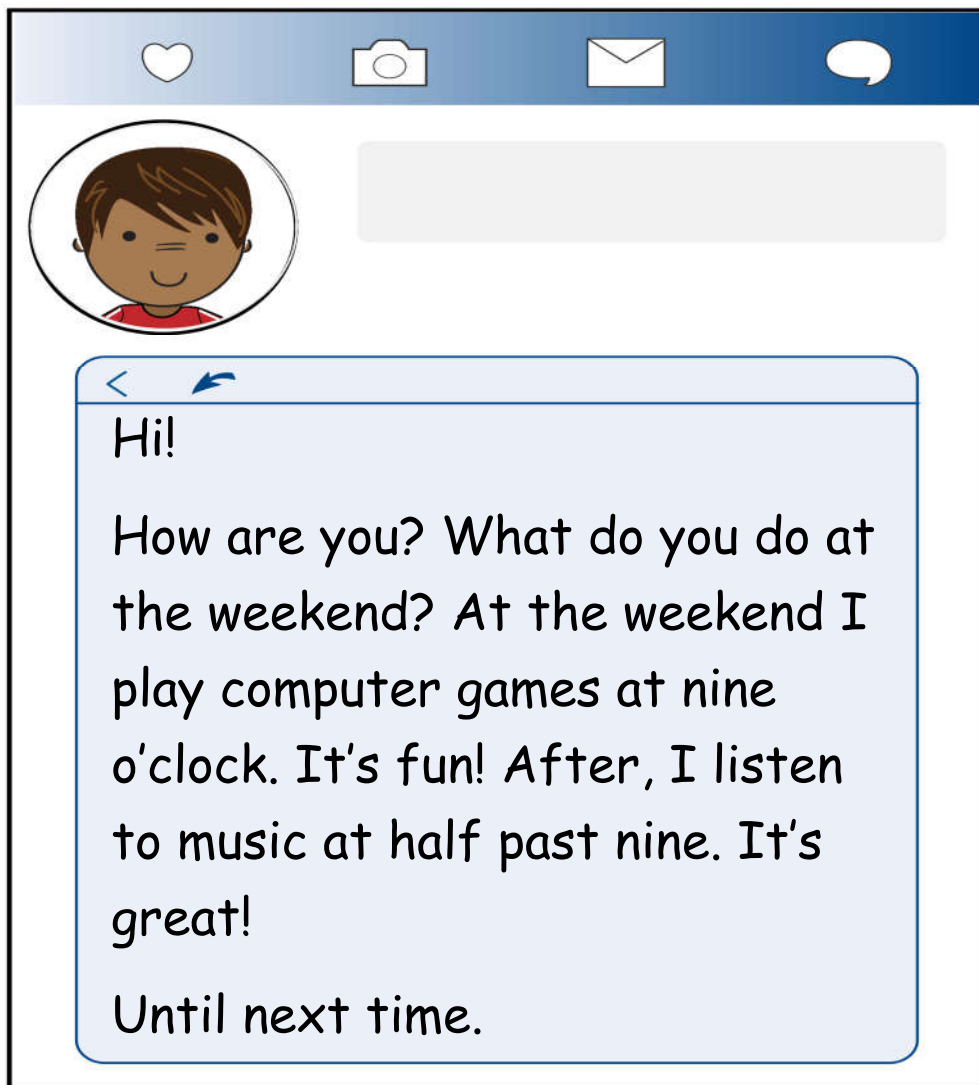 Hi!
How are you? What do you do at
the weekend? At the weekend I
play computer games at nine
o’clock. It’s fun! After, I listen
to music at half past nine. It’s
great!
Until next time.